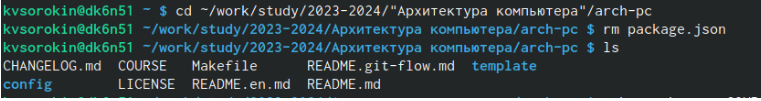 kvsorokin@dk6n51 ~ $ cd ~/work/study/2023-2024/"Архитектура компьютера"/arch-pc
kvsorokin@dk6n51 ~/work/study/2023-2024/Архитектура компьютера/arch-pc $ rm package.json
kvsorokin@dk6n51 ~/work/study/2023-2024/Архитектура компьютера/arch-pc $ ls
CHANGELOG.md COURSE Makefile README.git-flow.md template
config LICENSE README.en.md README.md